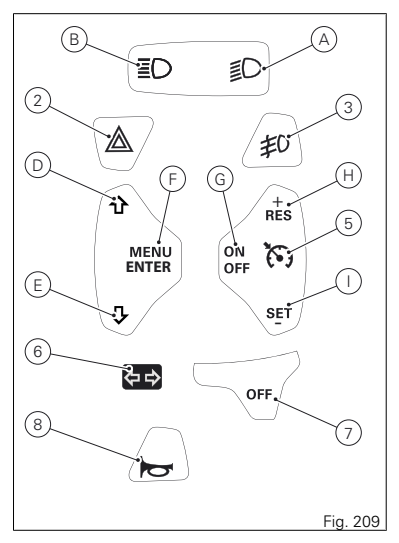 B
A
2
3
D
F
G
H
+
RES
MENU
ENTER
ON
OFF
5
E
I
SET
-
6
OFF
7
8
Fig. 209